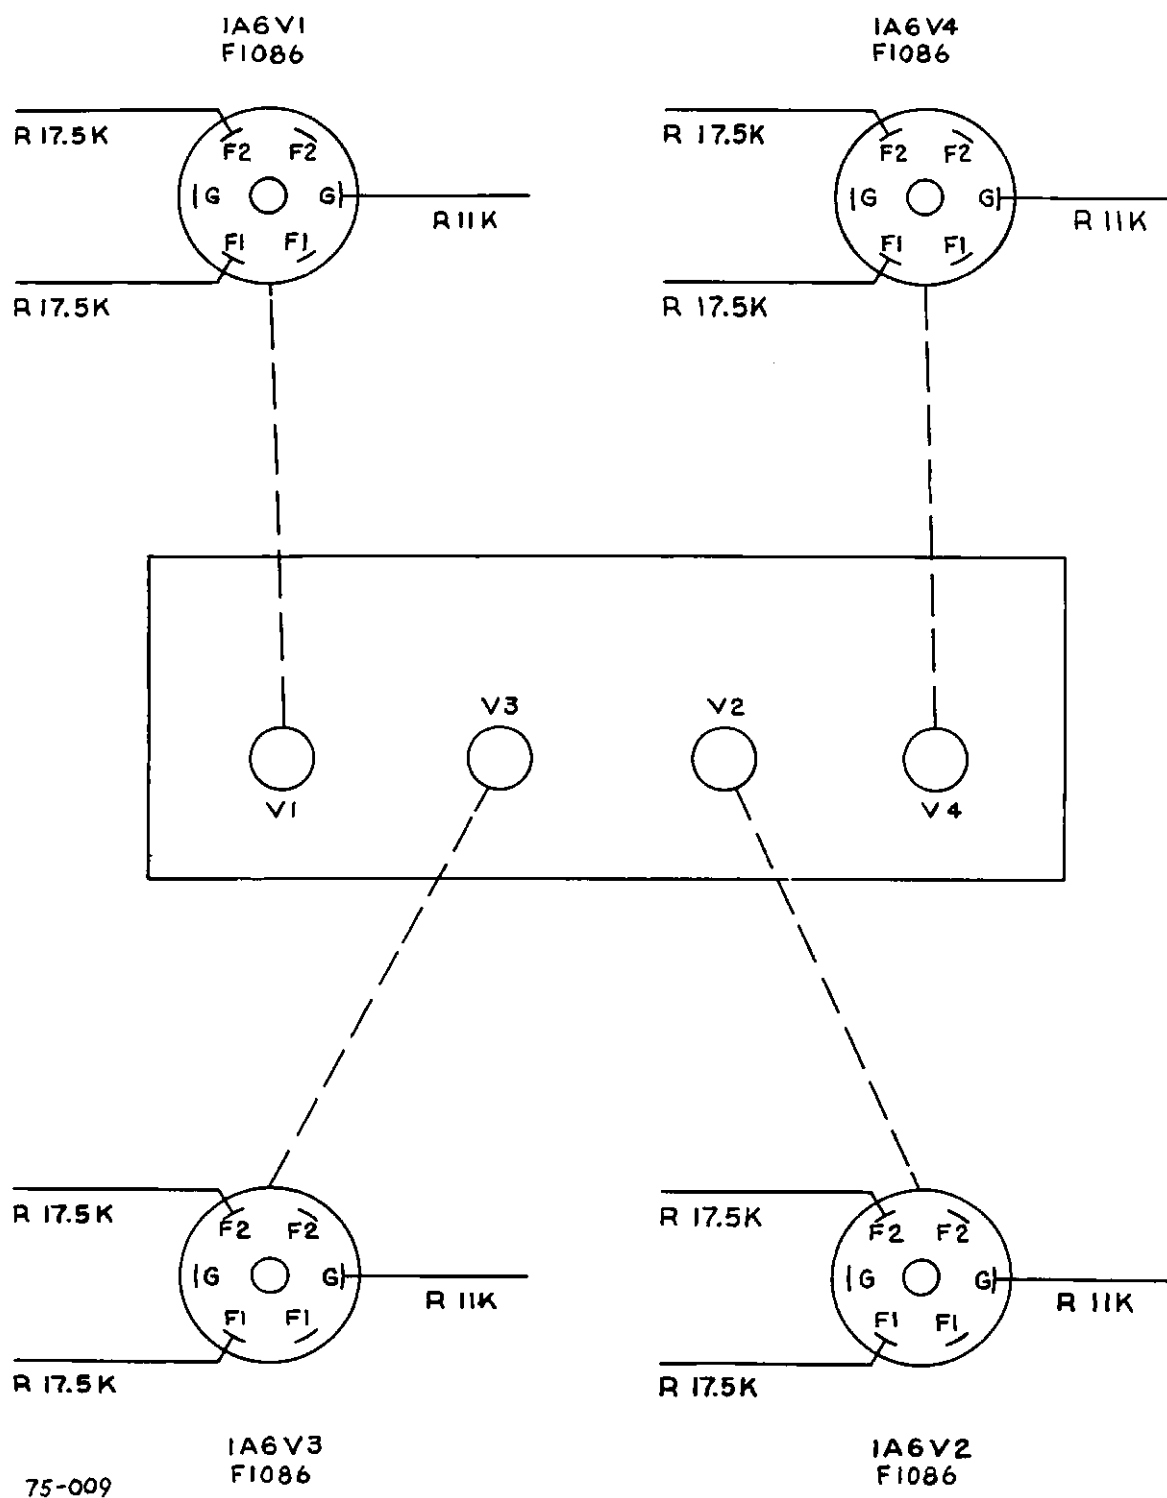 1A6V1
F1086
1A6V4
F1086
R 17.5K
F2 F2
G G
F1 F1
R 11K
R 17.5K
R 17.5K
F2 F2
G G
F1 F1
R 11K
R 17.5K
V3
V2
V1
V4
R 17.5K
F2 F2
G G
F1 F1
R 11K
R 17.5K
R 17.5K
F2 F2
G G
F1 F1
R 11K
R 17.5K
1A6V3
F1086
1A6V2
F1086
75-009